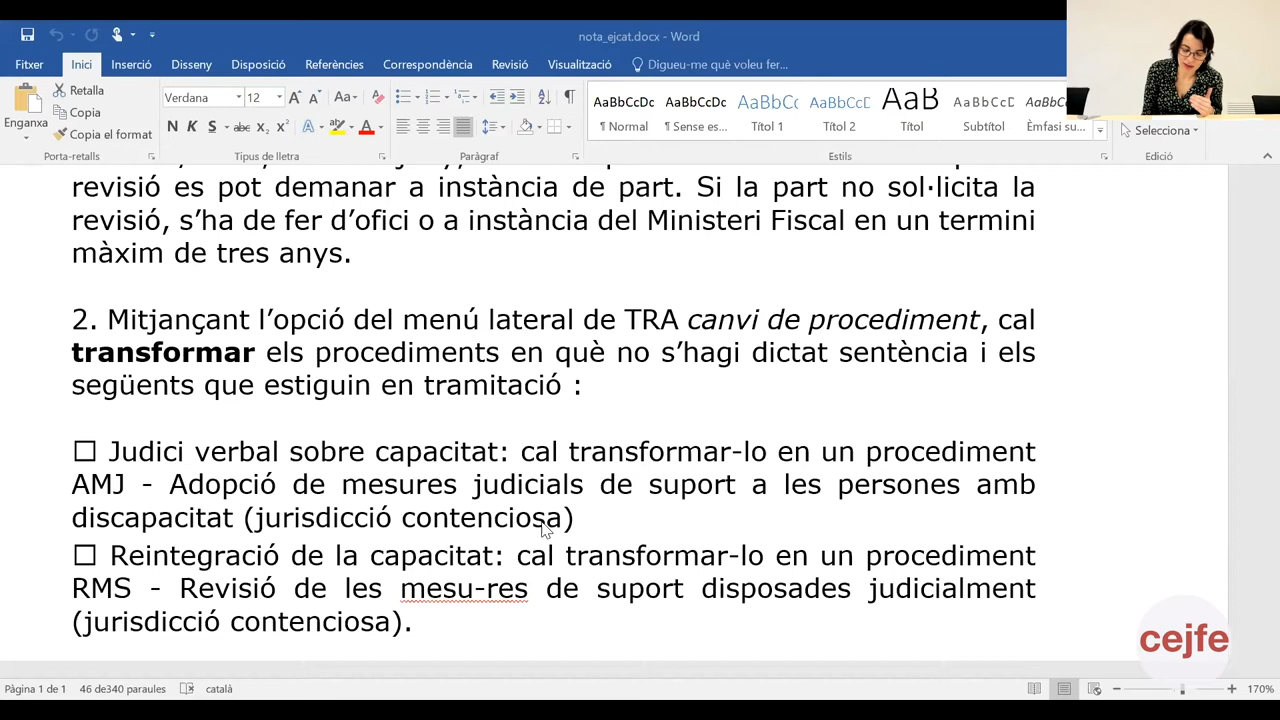 nota_ejcat.docx - Word
Fitxer Inici Inserció Disseny Disposició Referències Correspondència Revisió Visualització Digueu-me què voleu fer...
Enganxa
Retalla
Copia
Copia el format
Verdana 12
N K S abc X₂ X²
AaBbCcDc AaBbCcDc AaBbCc AaBbCcD AaB AaBbCcD AaBbCcD
¶ Normal ¶ Sense es... Títol 1 Títol 2 Títol Subtítol Èmfasi su...
Selecciona
Porta-retalls Tipus de lletra Paràgraf Estils Edició
revisió es pot demanar a instància de part. Si la part no sol·licita la
revisió, s’ha de fer d’ofici o a instància del Ministeri Fiscal en un termini
màxim de tres anys.
2. Mitjançant l’opció del menú lateral de TRA canvi de procediment, cal
transformar els procediments en què no s’hagi dictat sentència i els
següents que estiguin en tramitació :
☐ Judici verbal sobre capacitat: cal transformar-lo en un procediment
AMJ - Adopció de mesures judicials de suport a les persones amb
discapacitat (jurisdicció contenciosa)
☐ Reintegració de la capacitat: cal transformar-lo en un procediment
RMS - Revisió de les mesu-res de suport disposades judicialment
(jurisdicció contenciosa).
cejfe
Pàgina 1 de 1 46 de340 paraules català 170%